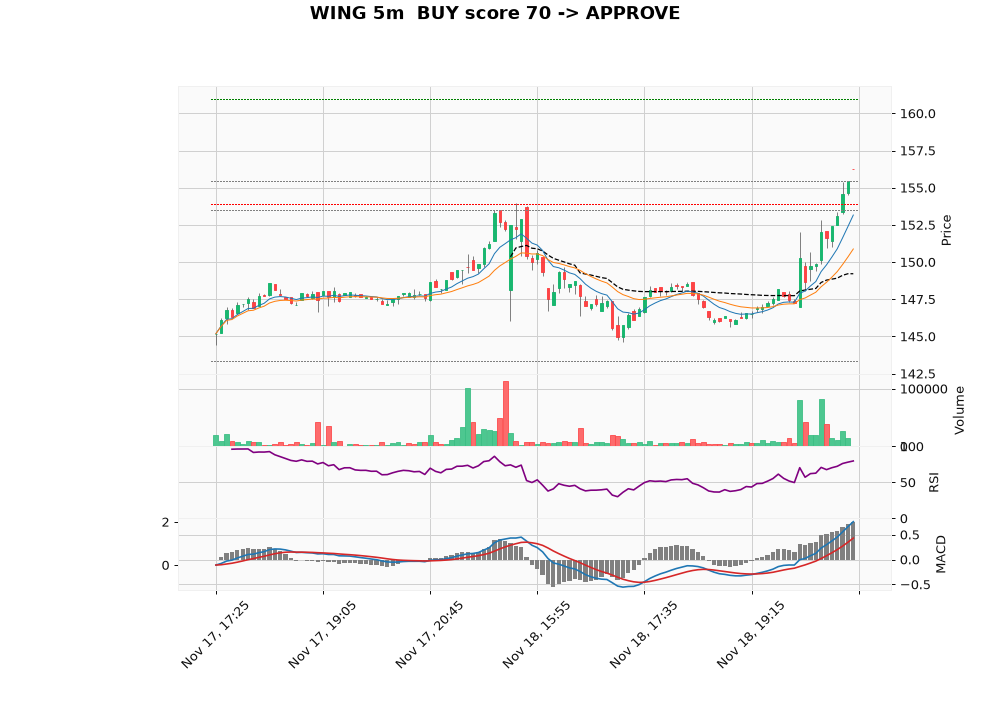 WING 5m  BUY score 70 -> APPROVE
160.0
157.5
155.0
152.5
150.0
147.5
145.0
142.5
Price
100000
0
Volume
100
50
0
RSI
2
0
0.5
0.0
−0.5
MACD
Nov 17, 17:25
Nov 17, 19:05
Nov 17, 20:45
Nov 18, 15:55
Nov 18, 17:35
Nov 18, 19:15